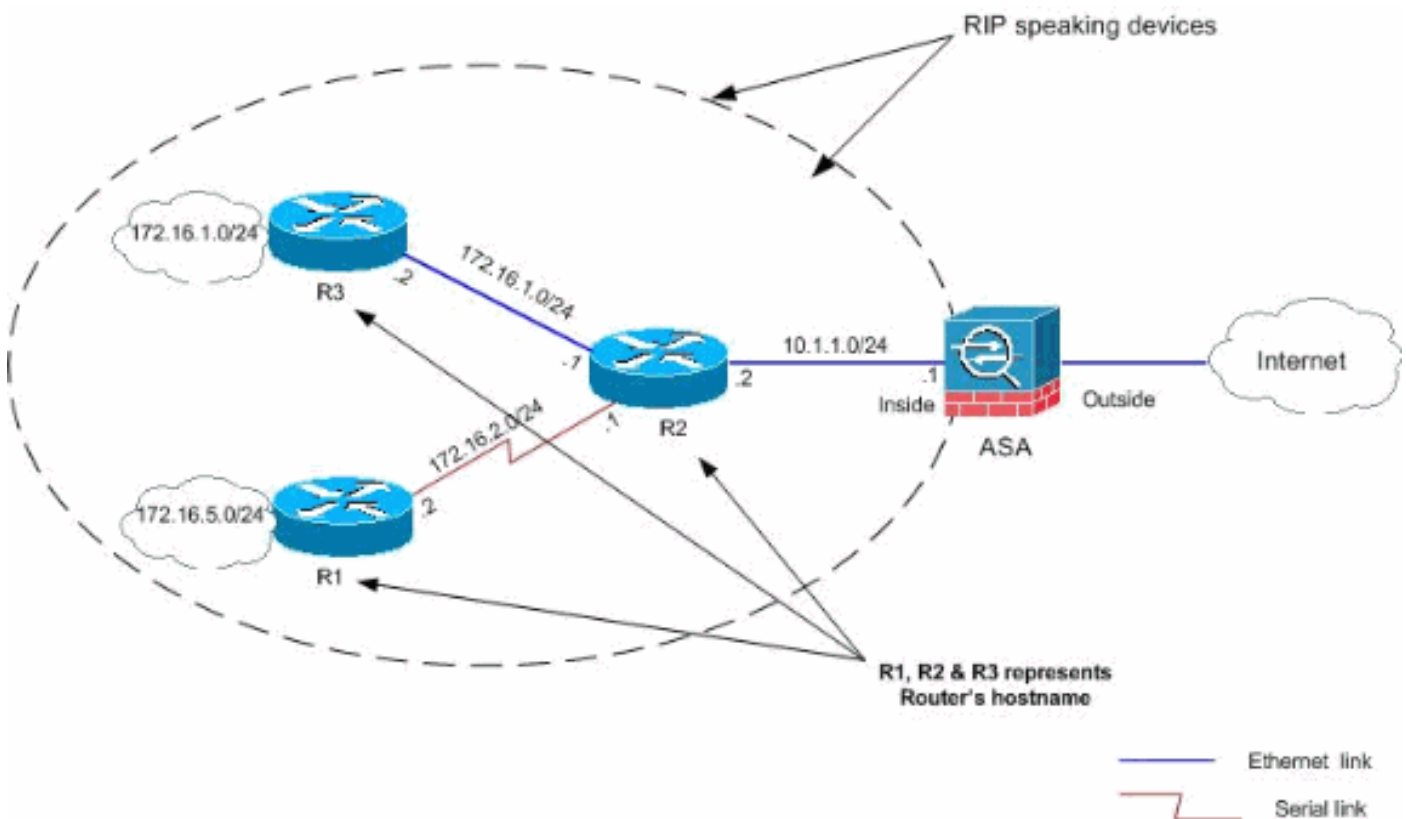 RIP speaking devices
172.16.1.0/24
R3
.2
172.16.1.0/24
.1
10.1.1.0/24
.2
.1
Inside
Outside
Internet
R2
ASA
172.16.2.0/24
.1
.2
172.16.5.0/24
R1
R1, R2 & R3 represents
Router's hostname
Ethernet link
Serial link